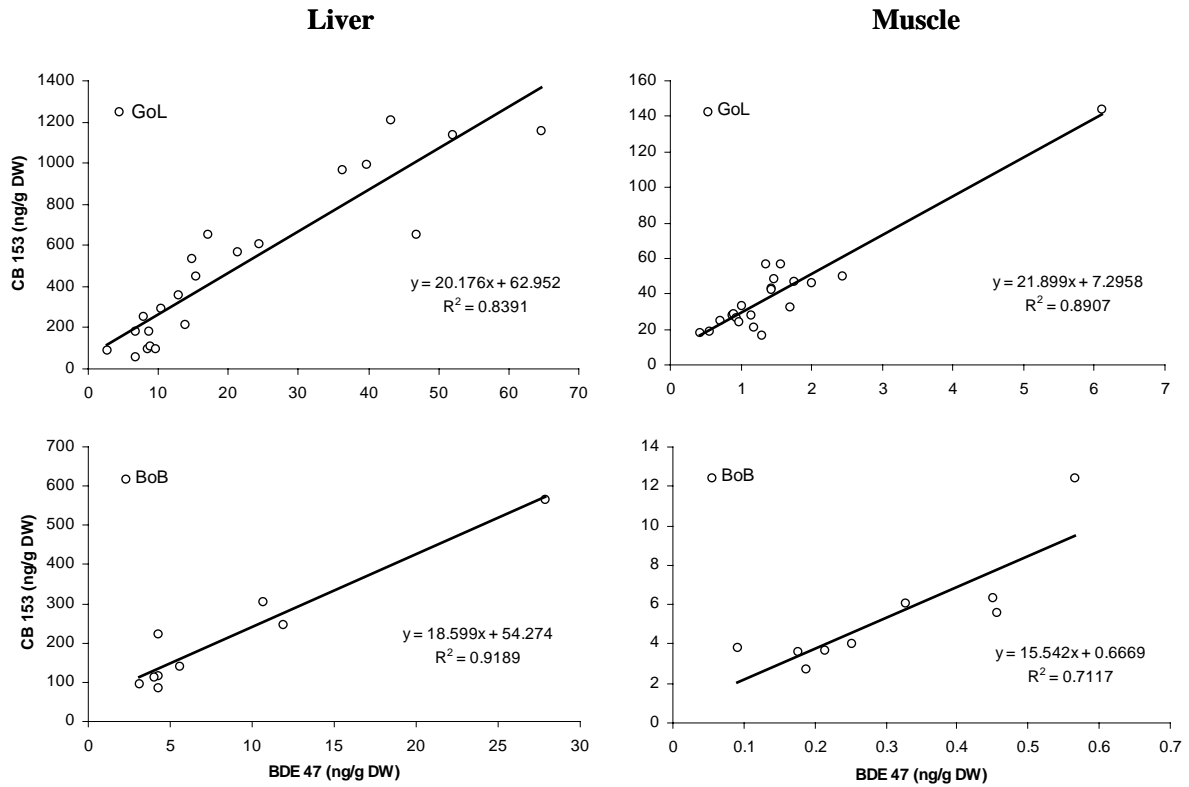 Liver
Muscle
1400
1200
1000
800
600
400
200
0
CB 153 (ng/g DW)
GoL
y = 20.176x + 62.952
R² = 0.8391
0 10 20 30 40 50 60 70
160
140
120
100
80
60
40
20
0
GoL
y = 21.899x + 7.2958
R² = 0.8907
0 1 2 3 4 5 6 7
700
600
500
400
300
200
100
0
CB 153 (ng/g DW)
BoB
y = 18.599x + 54.274
R² = 0.9189
0 5 10 15 20 25 30
BDE 47 (ng/g DW)
14
12
10
8
6
4
2
0
BoB
y = 15.542x + 0.6669
R² = 0.7117
0 0.1 0.2 0.3 0.4 0.5 0.6 0.7
BDE 47 (ng/g DW)